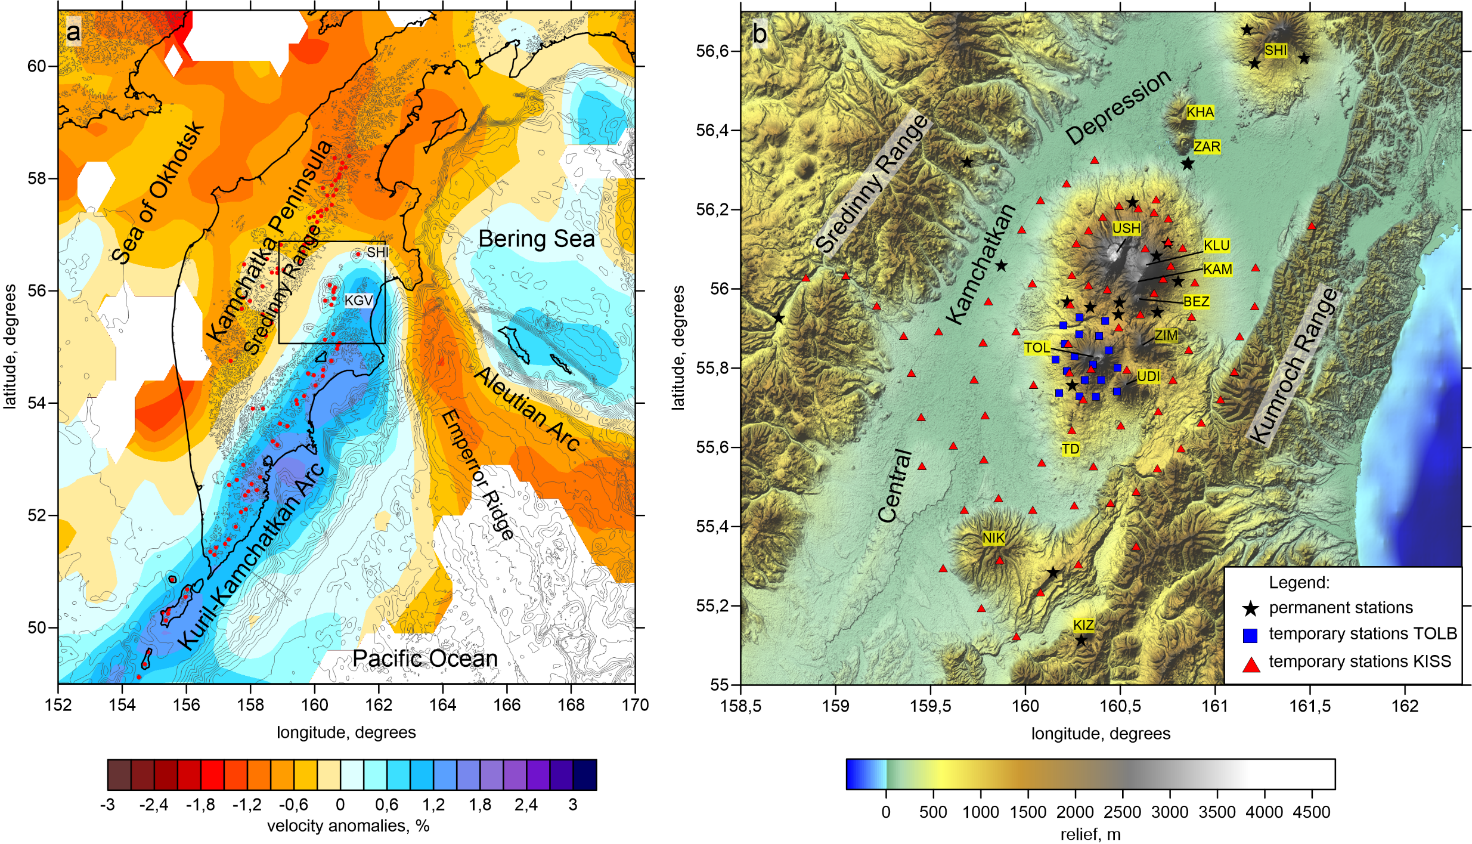 a
Sea of Okhotsk
Kamchatka Peninsula
Sredinny Range
SHI
KGV
Bering Sea
Aleutian Arc
Emperror Ridge
Kuril-Kamchatkan Arc
Pacific Ocean
60
58
56
54
52
50
latitude, degrees
152 154 156 158 160 162 164 166 168 170
longitude, degrees
-3 -2,4 -1,8 -1,2 -0,6 0 0,6 1,2 1,8 2,4 3
velocity anomalies, %
b
SHI
KHA
ZAR
Depression
Sredinny Range
Kamchatkan
Central
USH
KLU
KAM
BEZ
ZIM
TOL
UDI
TD
NIK
KIZ
Kumroch Range
56,6
56,4
56,2
56
55,8
55,6
55,4
55,2
55
latitude, degrees
158,5 159 159,5 160 160,5 161 161,5 162
longitude, degrees
Legend:
permanent stations
temporary stations TOLB
temporary stations KISS
0 500 1000 1500 2000 2500 3000 3500 4000 4500
relief, m